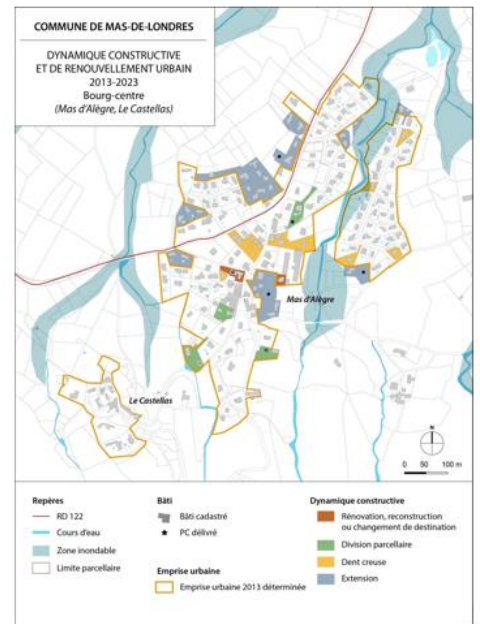 COMMUNE DE MAS-DE-LONDRES
DYNAMIQUE CONSTRUCTIVE
ET DE RENOUVELLEMENT URBAIN
2013-2023
Bourg-centre
(Mas d'Alègre, Le Castellas)
Mas d'Alègre
Le Castellas
N
0 50 100 m
Repères
RD 122
Cours d'eau
Zone inondable
Limite parcellaire
Bâti
Bâti cadastré
PC délivré
Emprise urbaine
Emprise urbaine 2013 déterminée
Dynamique constructive
Rénovation, reconstruction
ou changement de destination
Division parcellaire
Dent creuse
Extension